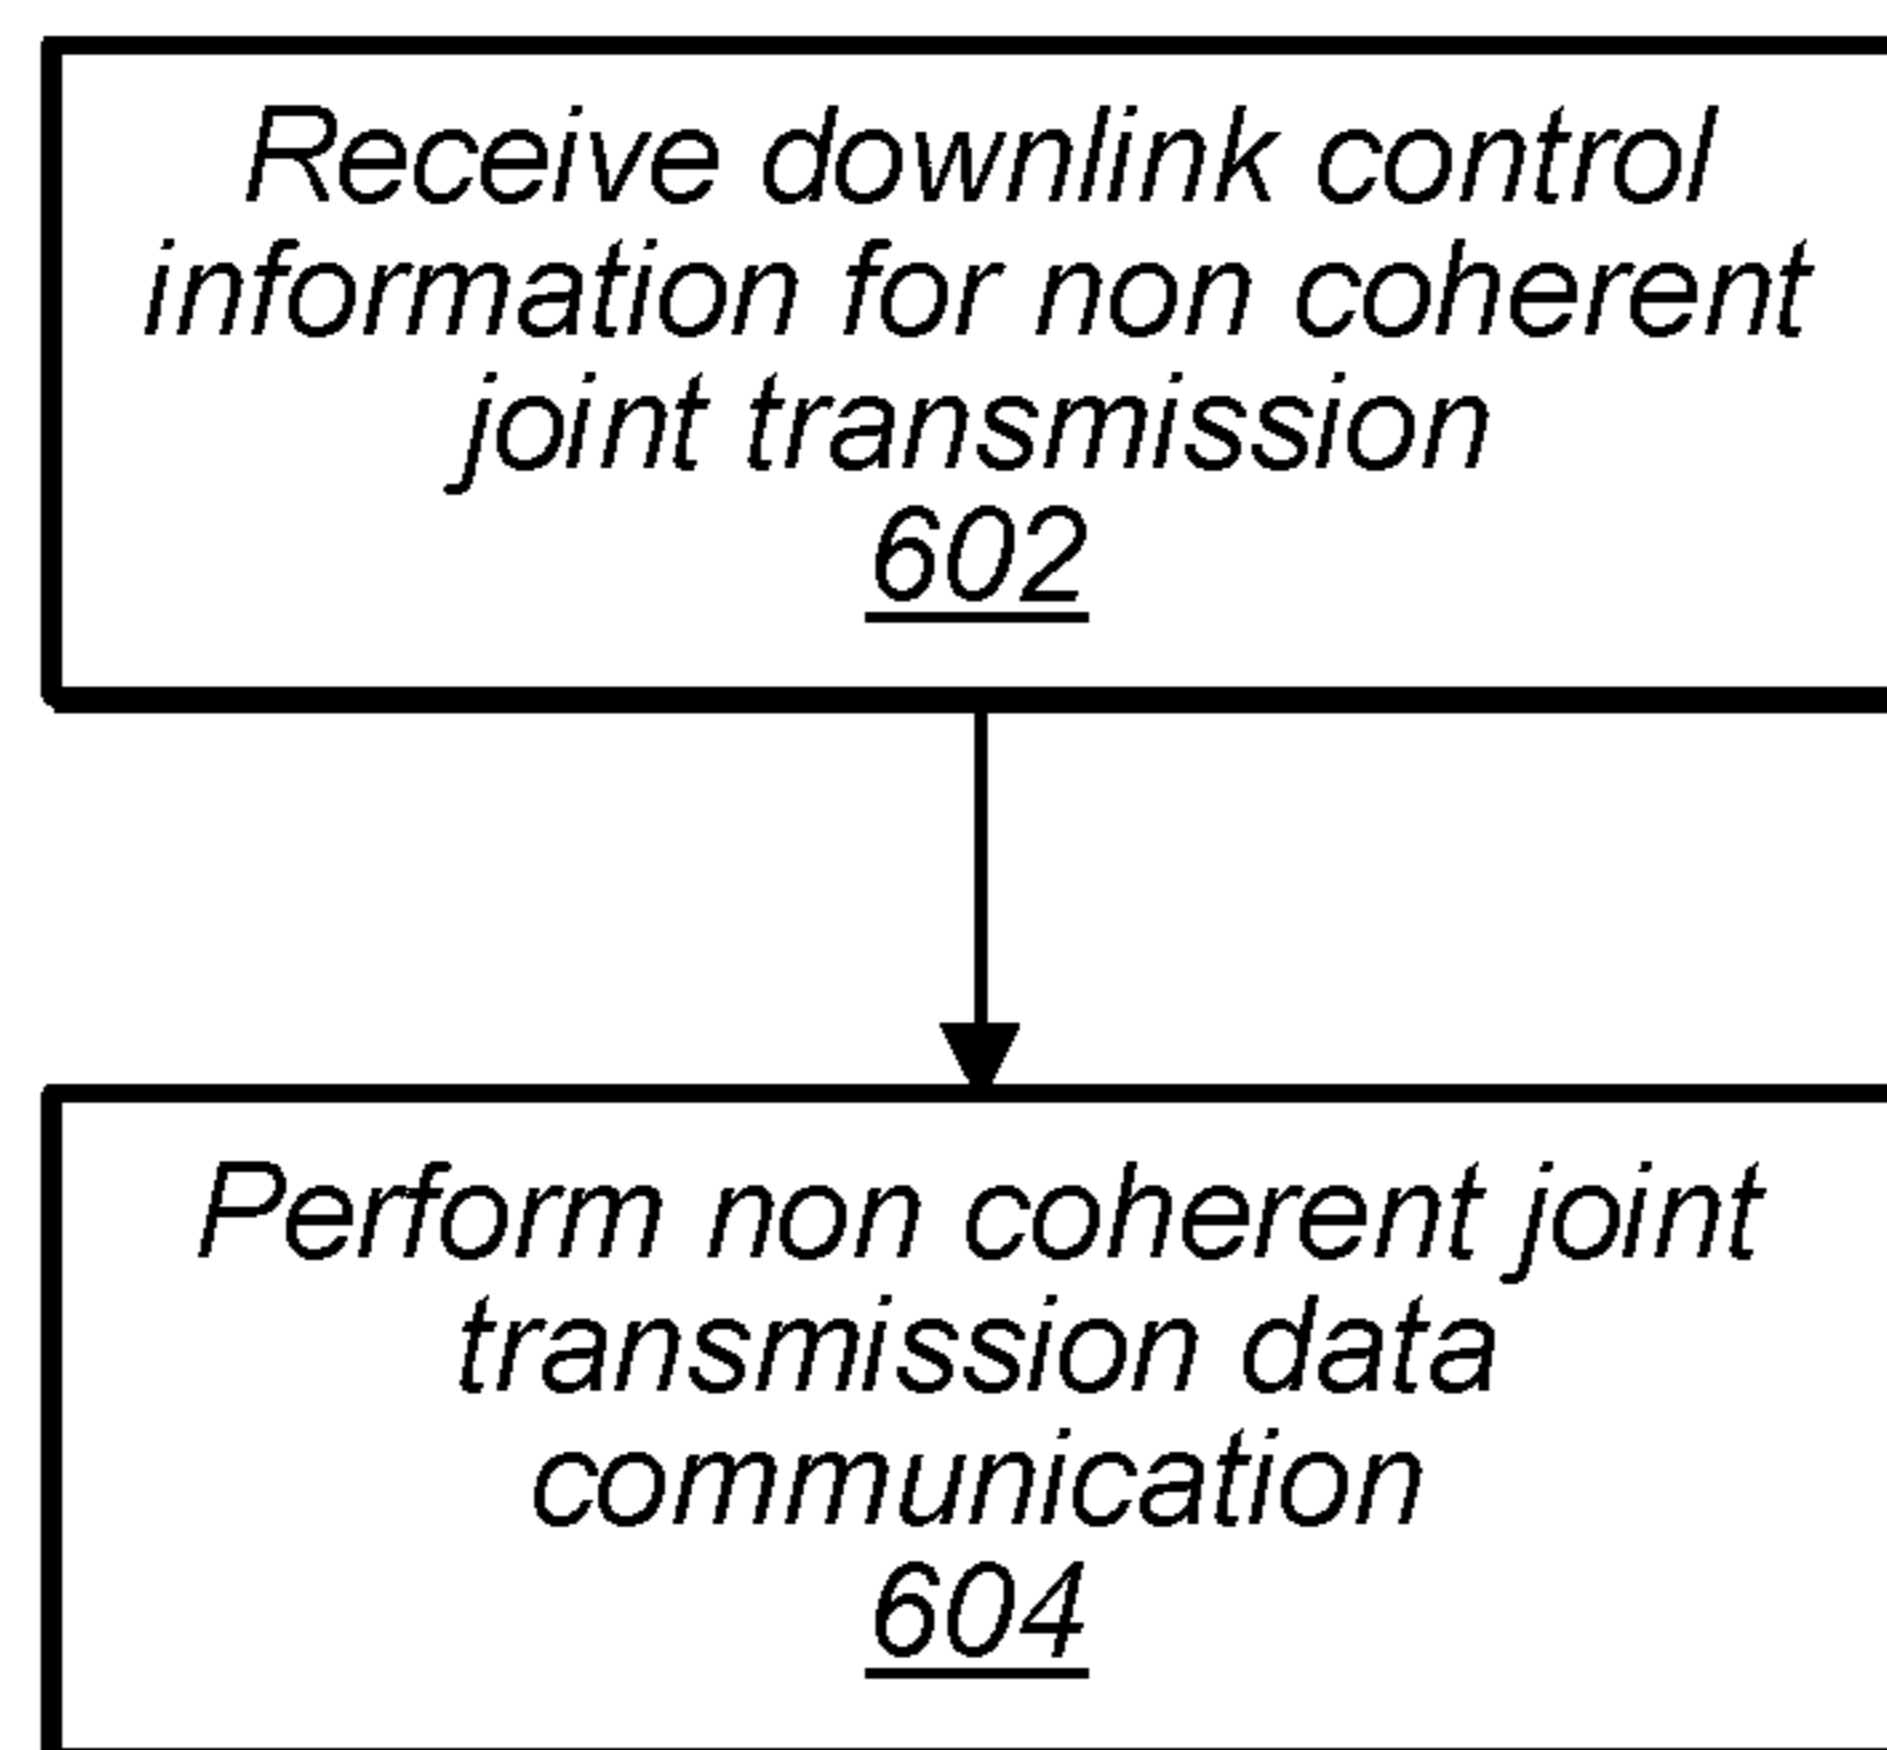 Receive downlink control
information for non coherent
joint transmission
602
Perform non coherent joint
transmission data
communication
604